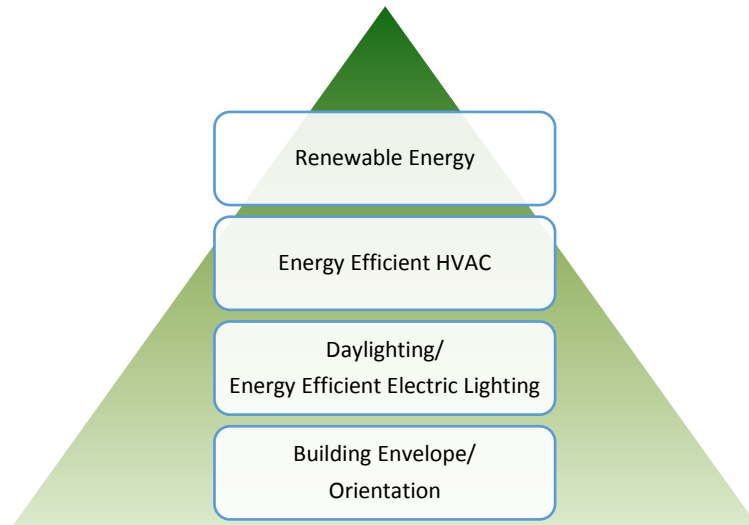 Renewable Energy
Energy Efficient HVAC
Daylighting/
Energy Efficient Electric Lighting
Building Envelope/
Orientation